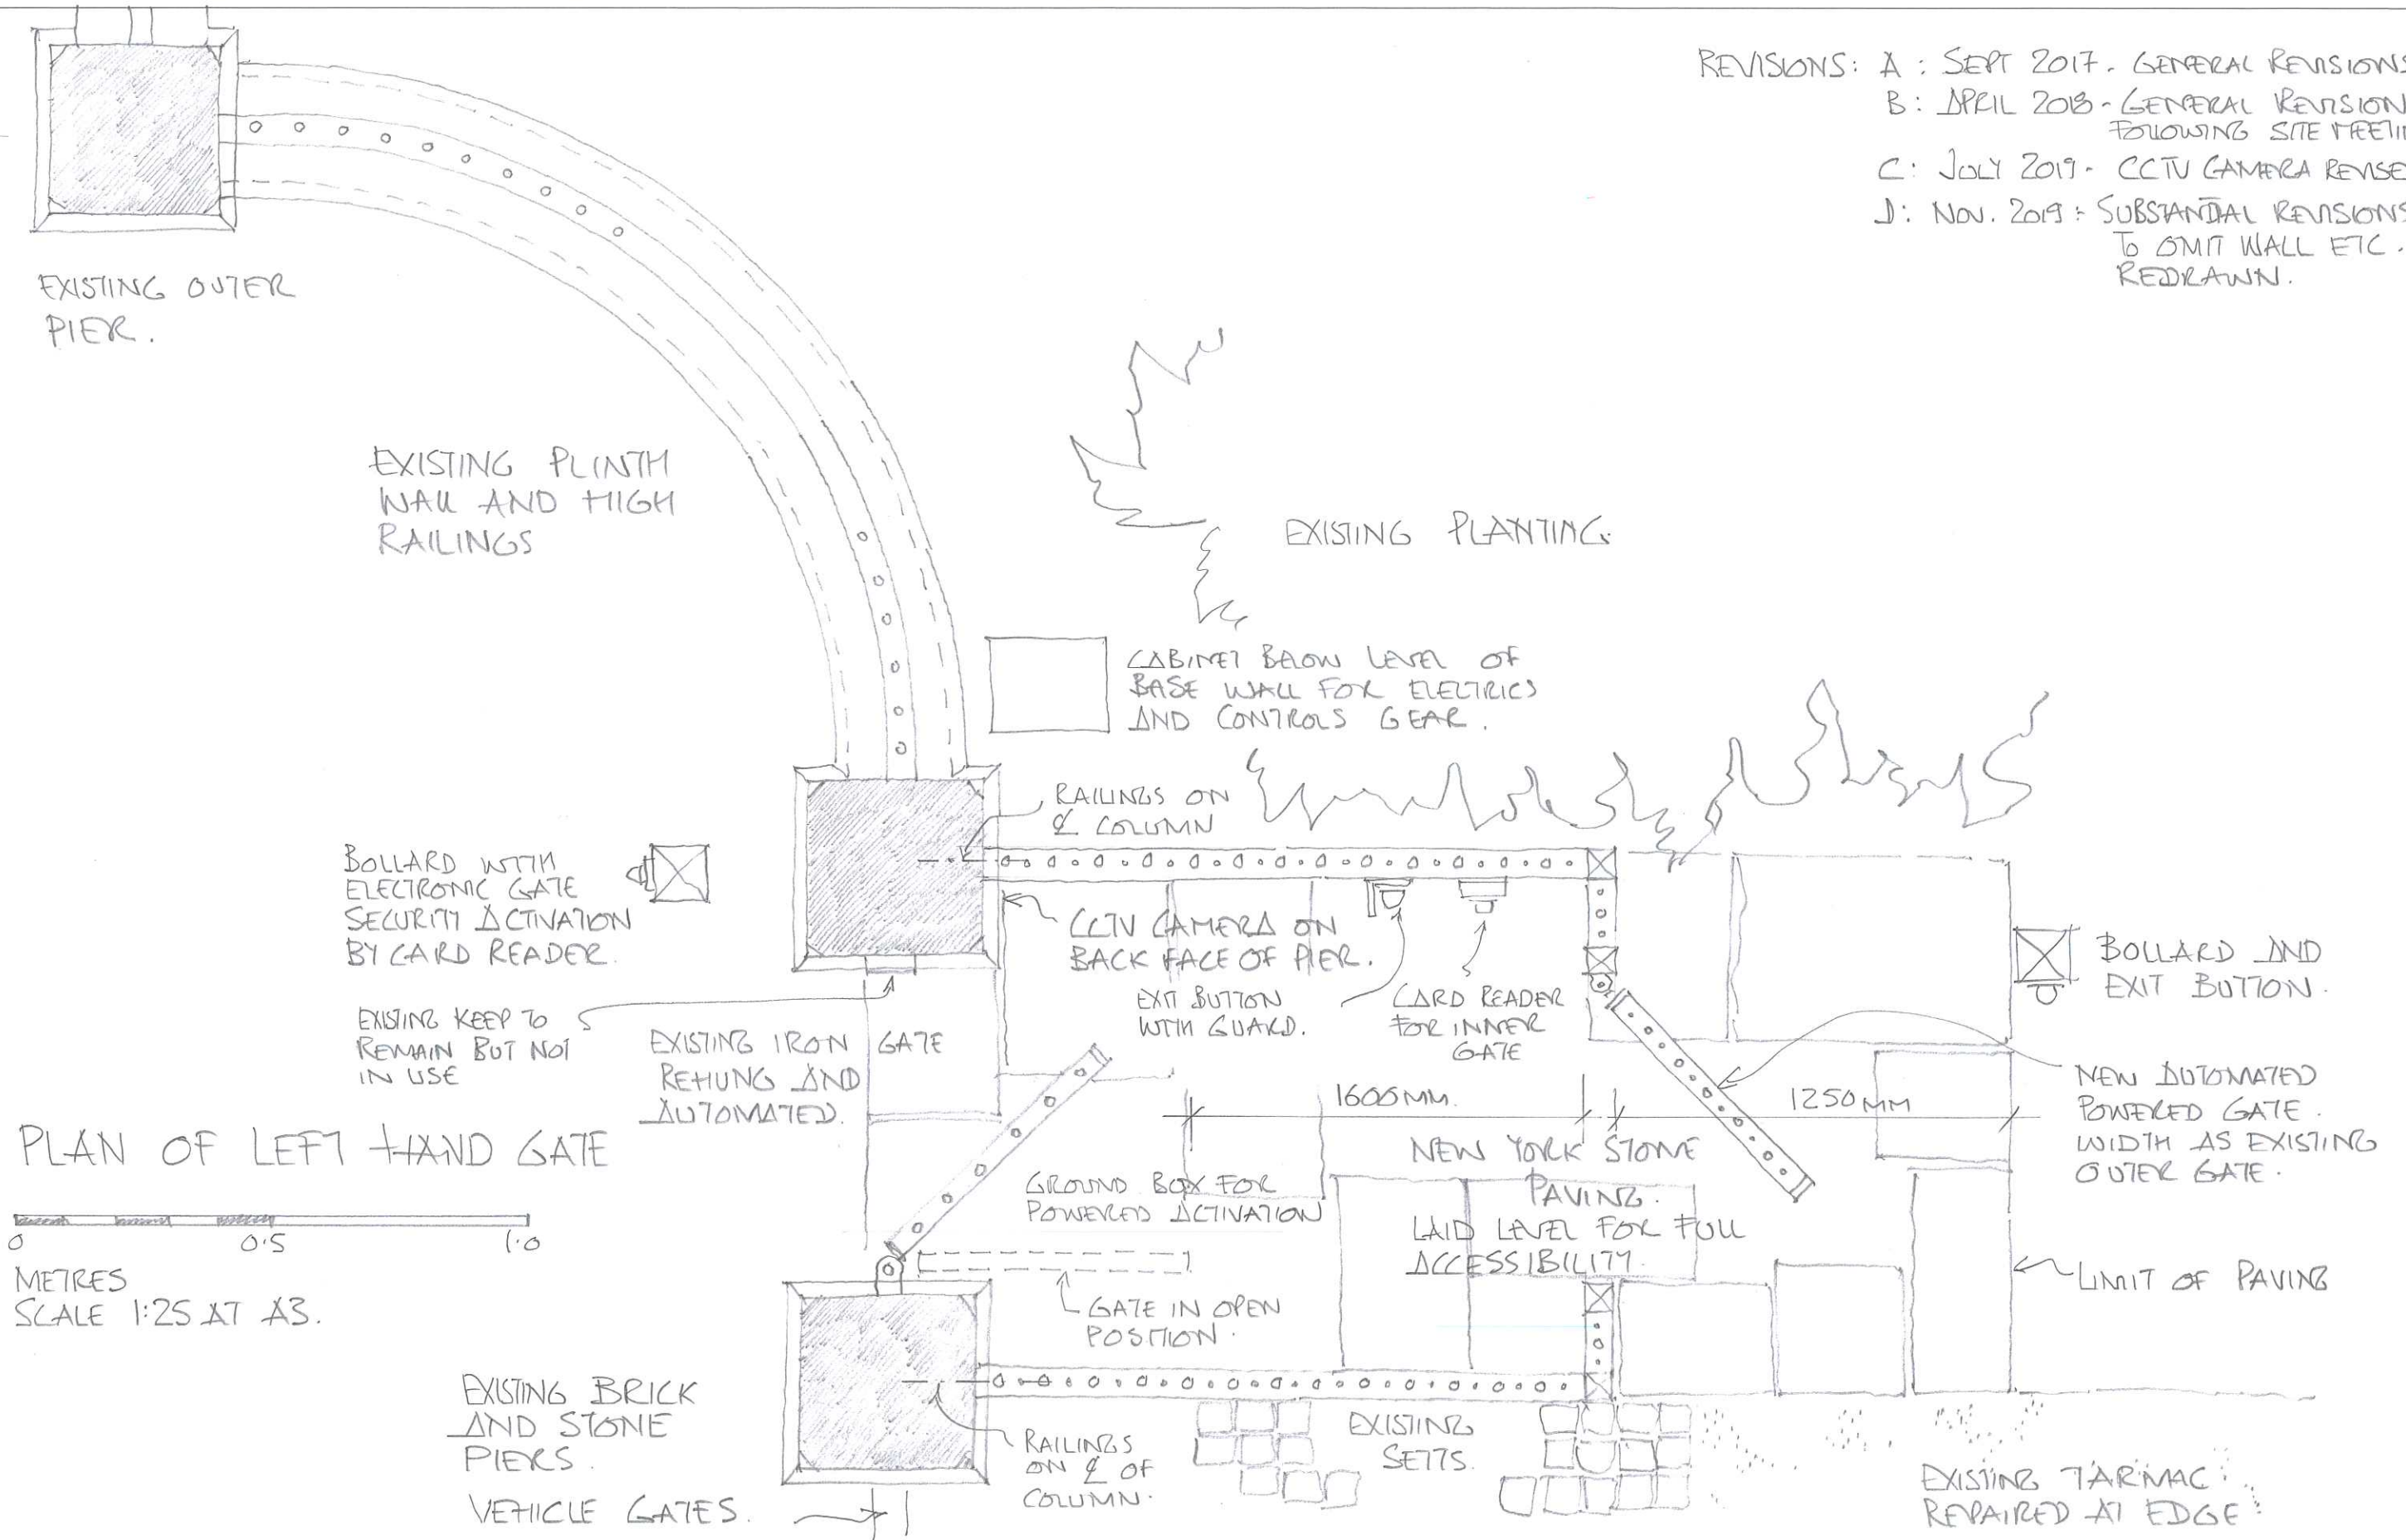 REVISIONS: A : SEPT 2017. GENERAL REVISIONS
B : APRIL 2018 - GENERAL REVISION
FOLLOWING SITE MEETIN
C : JULY 2019 - CCTV CAMERA REVISE
D : NOV. 2019 : SUBSTANTIAL REVISIONS
TO OMIT WALL ETC.
REDRAWN.
EXISTING OUTER
PIER.
EXISTING PLINTH
WALL AND HIGH
RAILINGS
EXISTING PLANTING.
CABINET BELOW LEVEL OF
BASE WALL FOR ELECTRICS
AND CONTROLS GEAR.
RAILINGS ON
℄ COLUMN
BOLLARD WITH
ELECTRONIC GATE
SECURITY ACTIVATION
BY CARD READER.
CCTV CAMERA ON
BACK FACE OF PIER.
EXIT BUTTON
WITH GUARD.
CARD READER
FOR INNER
GATE
BOLLARD AND
EXIT BUTTON.
EXISTING KEEP TO
REMAIN BUT NOT
IN USE
EXISTING IRON GATE
REHUNG AND
AUTOMATED.
1600MM.
1250MM
NEW AUTOMATED
POWERED GATE.
WIDTH AS EXISTING
OUTER GATE.
PLAN OF LEFT HAND GATE
0 0.5 1.0
METRES
SCALE 1:25 AT A3.
GROUND BOX FOR
POWERED ACTIVATION
NEW YORK STONE
PAVING.
LAID LEVEL FOR FULL
ACCESSIBILITY.
GATE IN OPEN
POSITION.
LIMIT OF PAVING
EXISTING BRICK
AND STONE
PIERS.
VEHICLE GATES.
RAILINGS
ON ℄ OF
COLUMN.
EXISTING
SETTS.
EXISTING TARMAC
REPAIRED AT EDGE